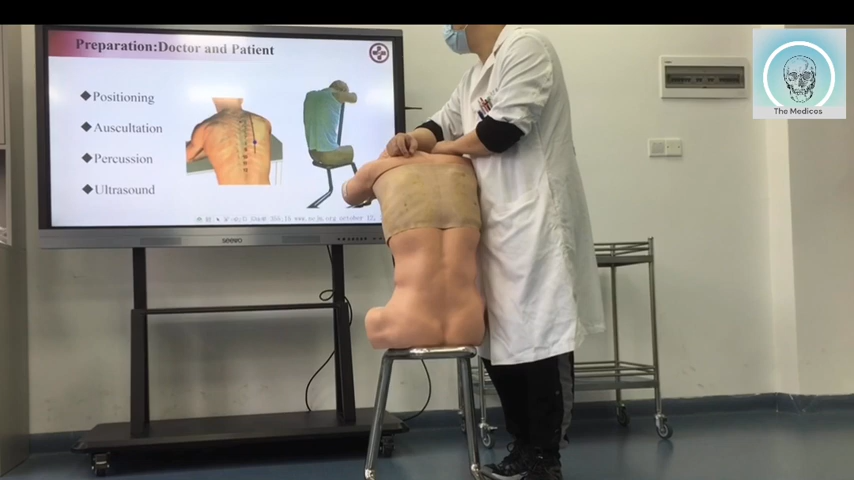 Preparation:Doctor and Patient
◆Positioning
◆Auscultation
◆Percussion
◆Ultrasound
seewo
The Medicos